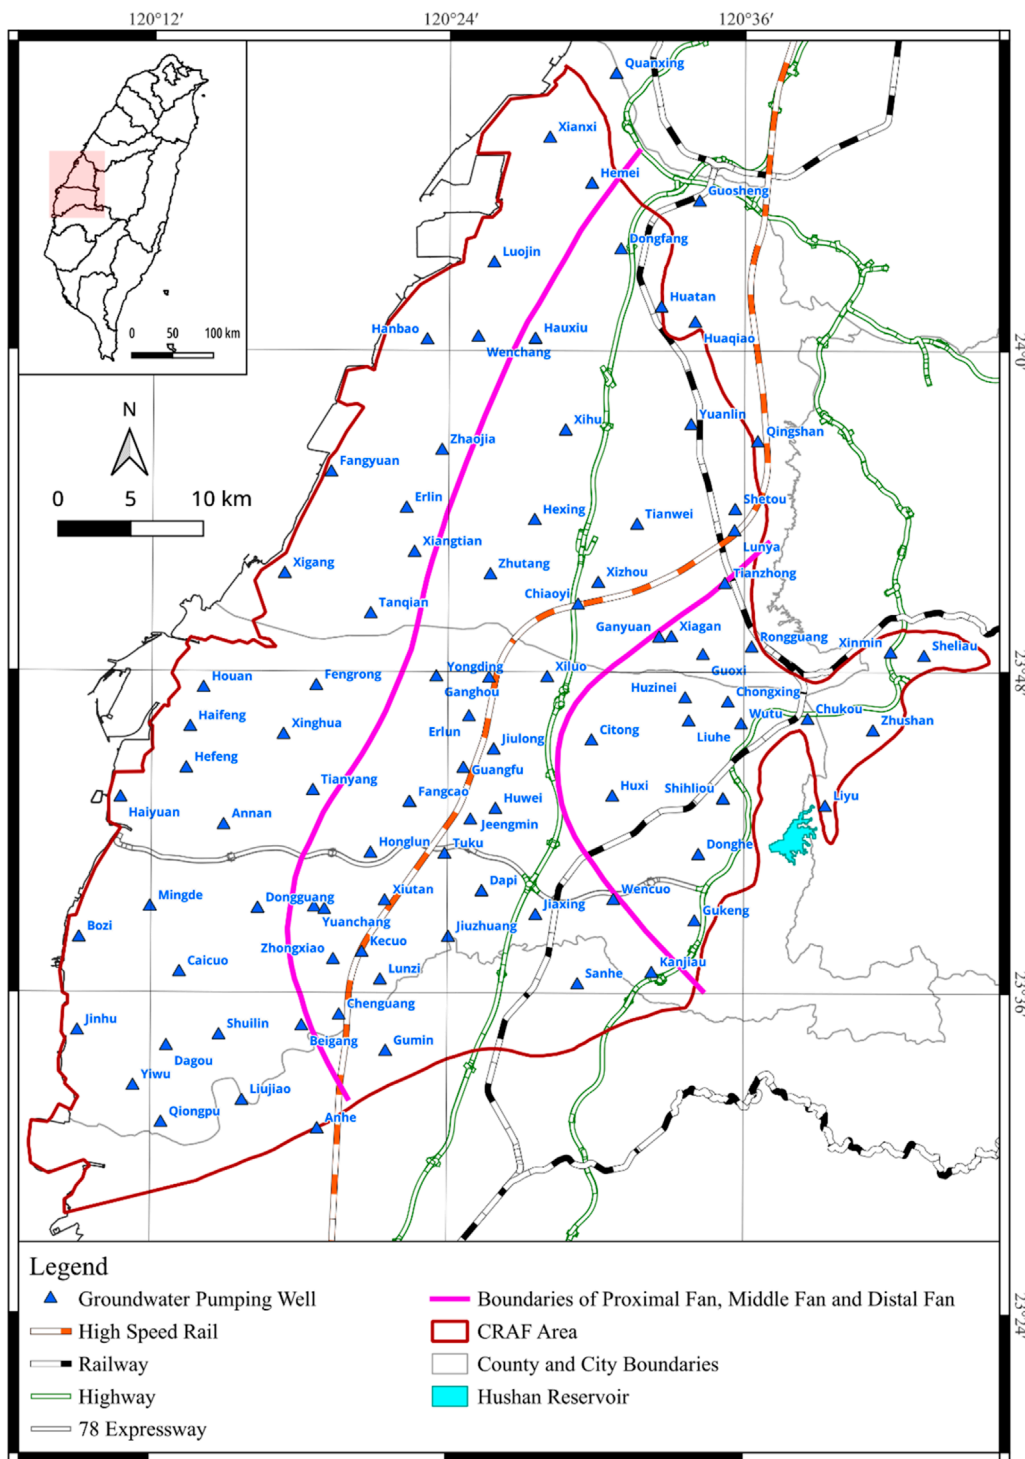 120°12′ 120°24′ 120°36′
Quanxing
Xianxi
Hemei
Guosheng
Dongfang
Luojin
Huatan
Hanbao
Hauxiu
Huaqiao
Wenchang
24°0′
0 50 100 km
N
0 5 10 km
Xihu
Yuanlin
Qingshan
Zhaojia
Fangyuan
Erlin
Shetou
Hexing
Tianwei
Xiangtian
Lunya
Xigang
Zhutang
Xizhou
Tianzhong
Chiaoyi
Tanqian
Ganyuan
Xiagan
Rongguang
Xinmin
Sheliau
Houan
Fengrong
Yongding
Xiluo
Guoxi
23°48′
Ganghou
Huzinei
Chongxing
Haifeng
Xinghua
Erlun
Wutu
Chukou
Zhushan
Jiulong
Citong
Liuhe
Hefeng
Guangfu
Tianyang
Fangcao
Huxi
Shihliou
Liyu
Haiyuan
Annan
Huwei
Jeengmin
Honglun
Tuku
Donghe
Mingde
Dongguang
Xiutan
Dapi
Wencuo
Bozi
Yuanchang
Jiuzhuang
Jiaxing
Gukeng
Zhongxiao
Kecuo
Caicuo
Lunzi
Sanhe
Kanjiau
23°36′
Jinhu
Shuilin
Chenguang
Beigang
Gumin
Dagou
Yiwu
Liujiao
Qiongpu
Anhe
23°24′
Legend
Groundwater Pumping Well
High Speed Rail
Railway
Highway
78 Expressway
Boundaries of Proximal Fan, Middle Fan and Distal Fan
CRAF Area
County and City Boundaries
Hushan Reservoir